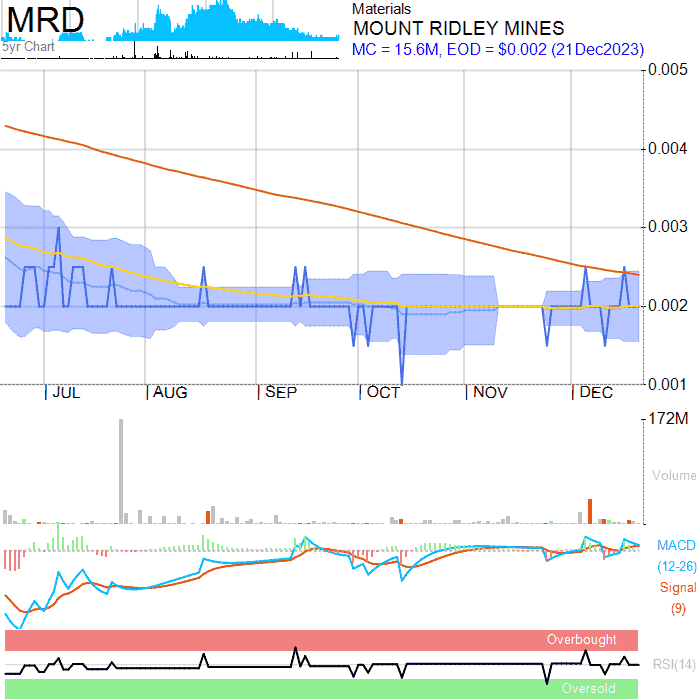 MRD
5yr Chart
Materials
MOUNT RIDLEY MINES
MC = 15.6M, EOD = $0.002 (21Dec2023)
0.005
0.004
0.003
0.002
0.001
JUL AUG SEP OCT NOV DEC
172M
Volume
MACD
(12-26)
Signal
(9)
Overbought
RSI(14)
Oversold